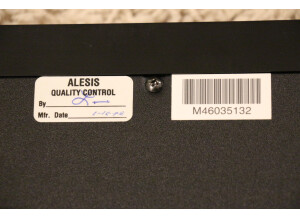 ALESIS
QUALITY CONTROL
By
Mfr. Date
M46035132